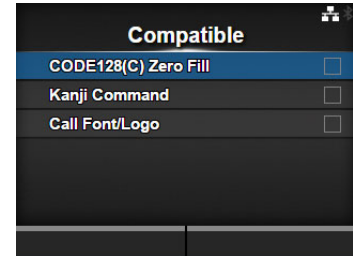 Compatible
CODE128(C) Zero Fill
Kanji Command
Call Font/Logo